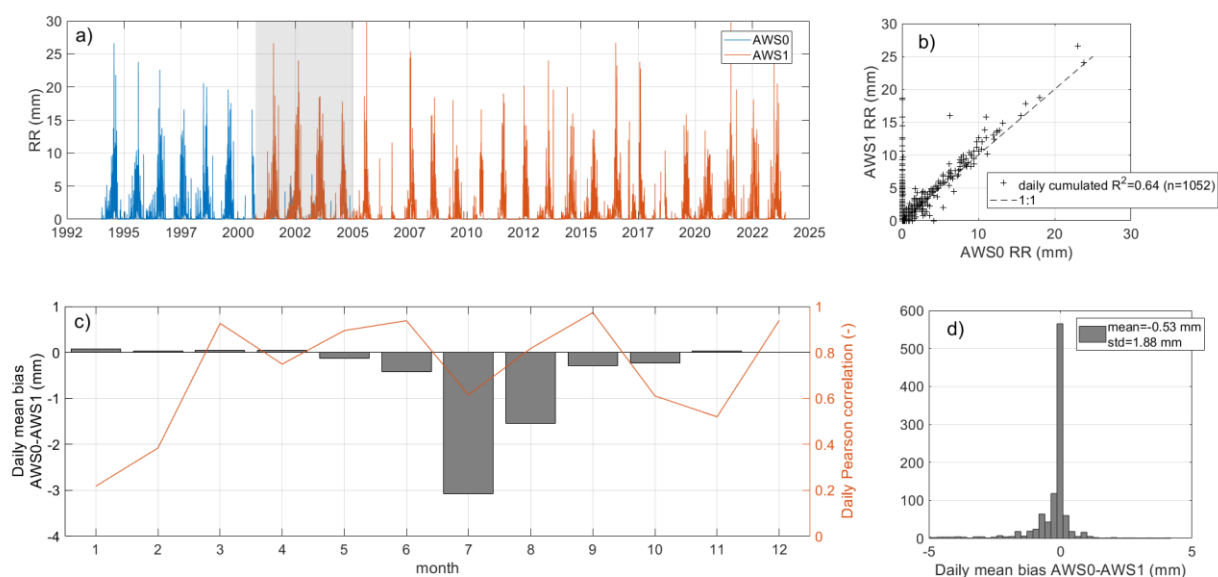 a)
30
25
20
15
10
5
0
RR (mm)
AWS0
AWS1
1992 1995 1997 2000 2002 2005 2007 2010 2012 2015 2017 2020 2022 2025
b)
30
25
20
15
10
5
0
AWS1 RR (mm)
daily cumulated R²=0.64 (n=1052)
1:1
0 10 20 30
AWS0 RR (mm)
c)
1
0
-1
-2
-3
-4
Daily mean bias
AWS0-AWS1 (mm)
1
0.8
0.6
0.4
0.2
0
Daily Pearson correlation (-)
1 2 3 4 5 6 7 8 9 10 11 12
month
d)
600
500
400
300
200
100
0
mean=-0.53 mm
std=1.88 mm
-5 0 5
Daily mean bias AWS0-AWS1 (mm)